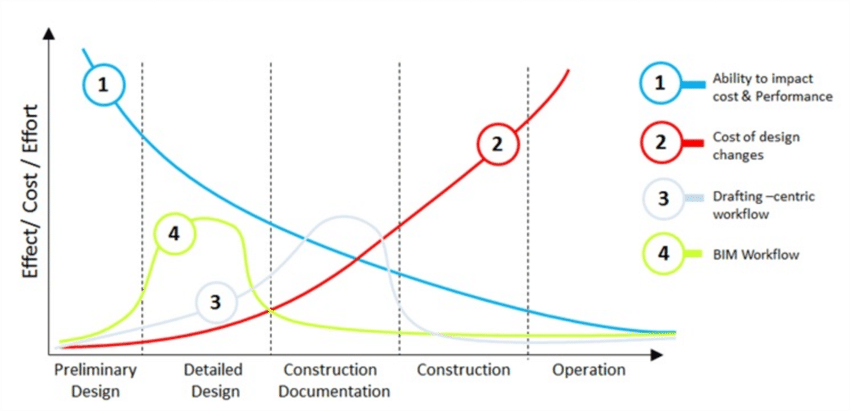 Effect/ Cost / Effort
1
2
3
4
1
Ability to impact
cost & Performance
2
Cost of design
changes
3
Drafting –centric
workflow
4
BIM Workflow
Preliminary
Design
Detailed
Design
Construction
Documentation
Construction
Operation